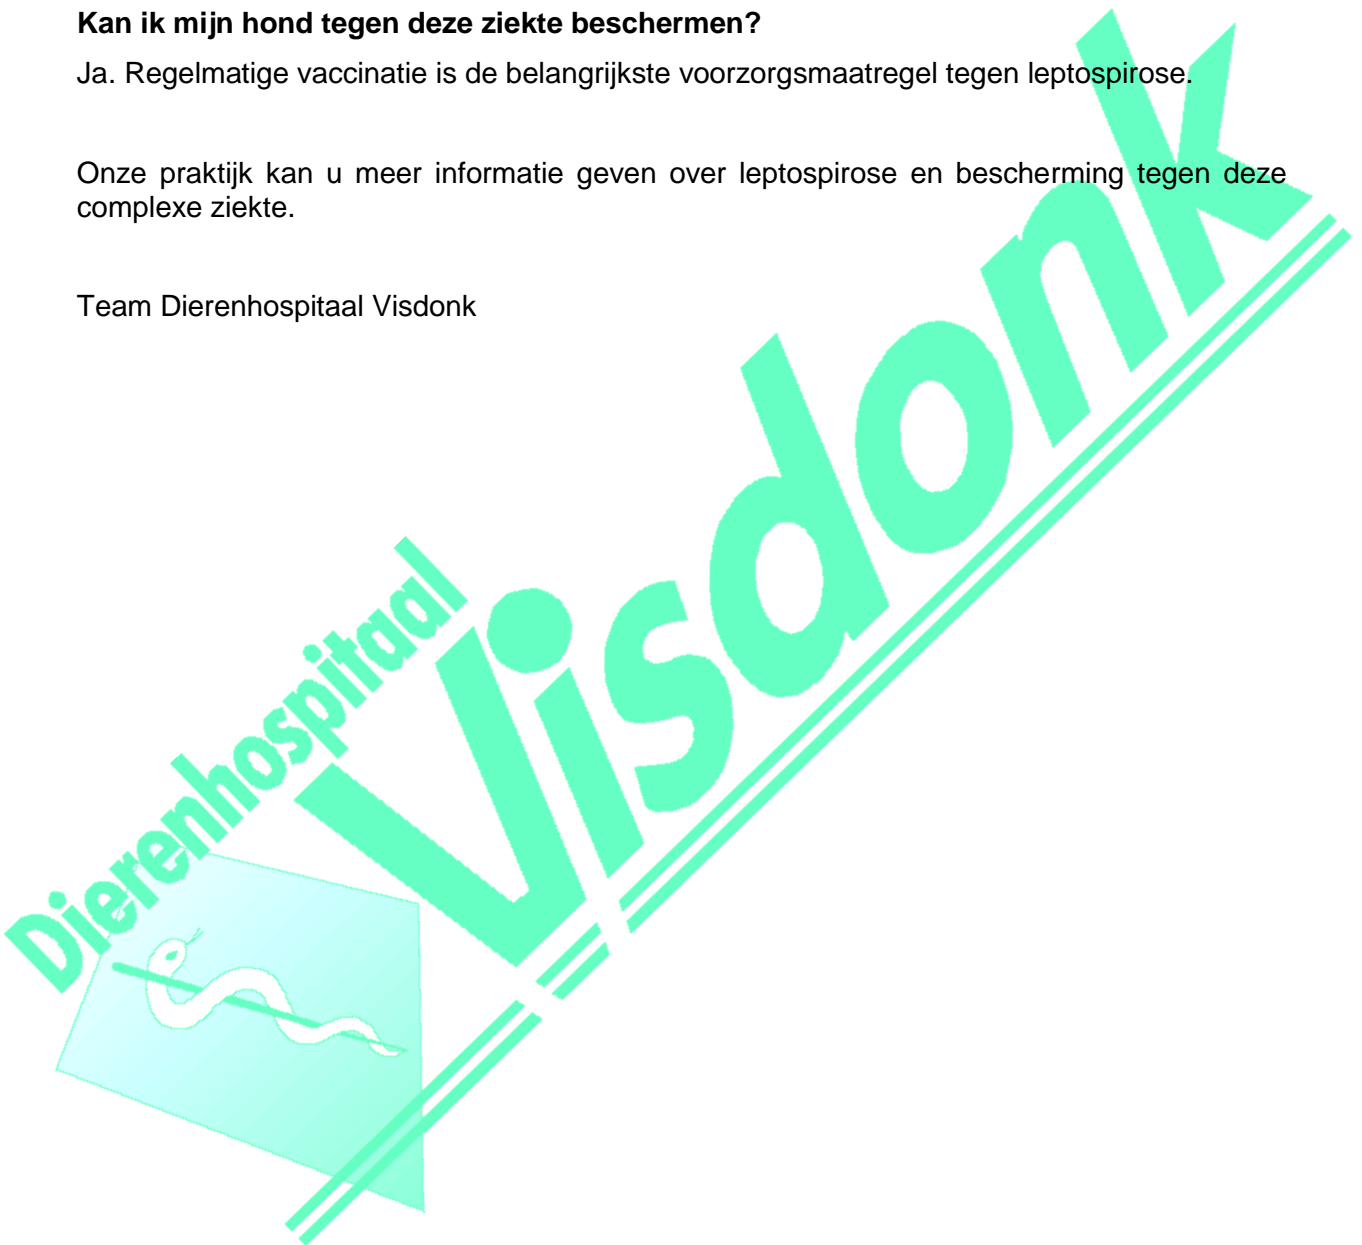 Kan ik mijn hond tegen deze ziekte beschermen?
Ja. Regelmatige vaccinatie is de belangrijkste voorzorgsmaatregel tegen leptospirose.
Onze praktijk kan u meer informatie geven over leptospirose en bescherming tegen deze
complexe ziekte.
Team Dierenhospitaal Visdonk
Dierenhospitaal
Visdonk